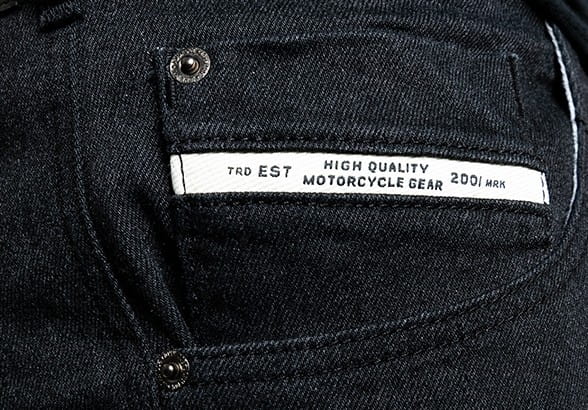 TRD EST HIGH QUALITY 2001 MRK
MOTORCYCLE GEAR